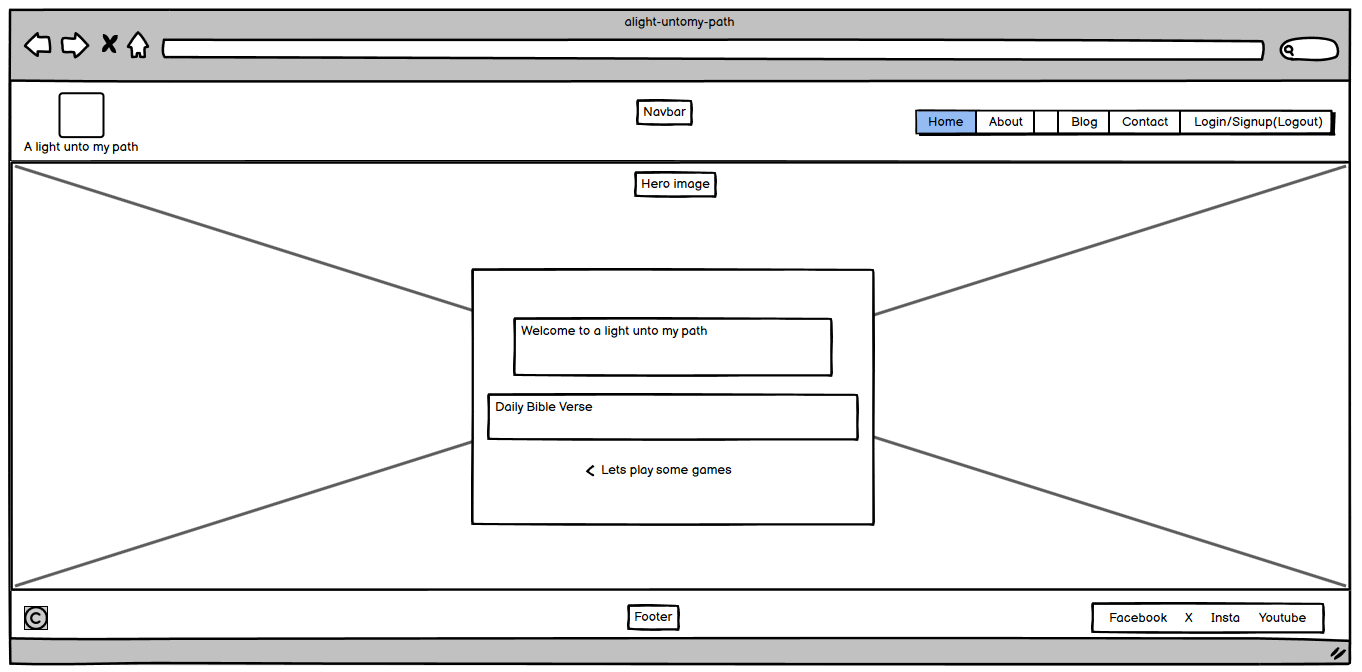 alight-untomy-path
A light unto my path
Navbar
Home About Blog Contact Login/Signup(Logout)
Hero image
Welcome to a light unto my path
Daily Bible Verse
< Lets play some games
©
Footer
Facebook X Insta Youtube